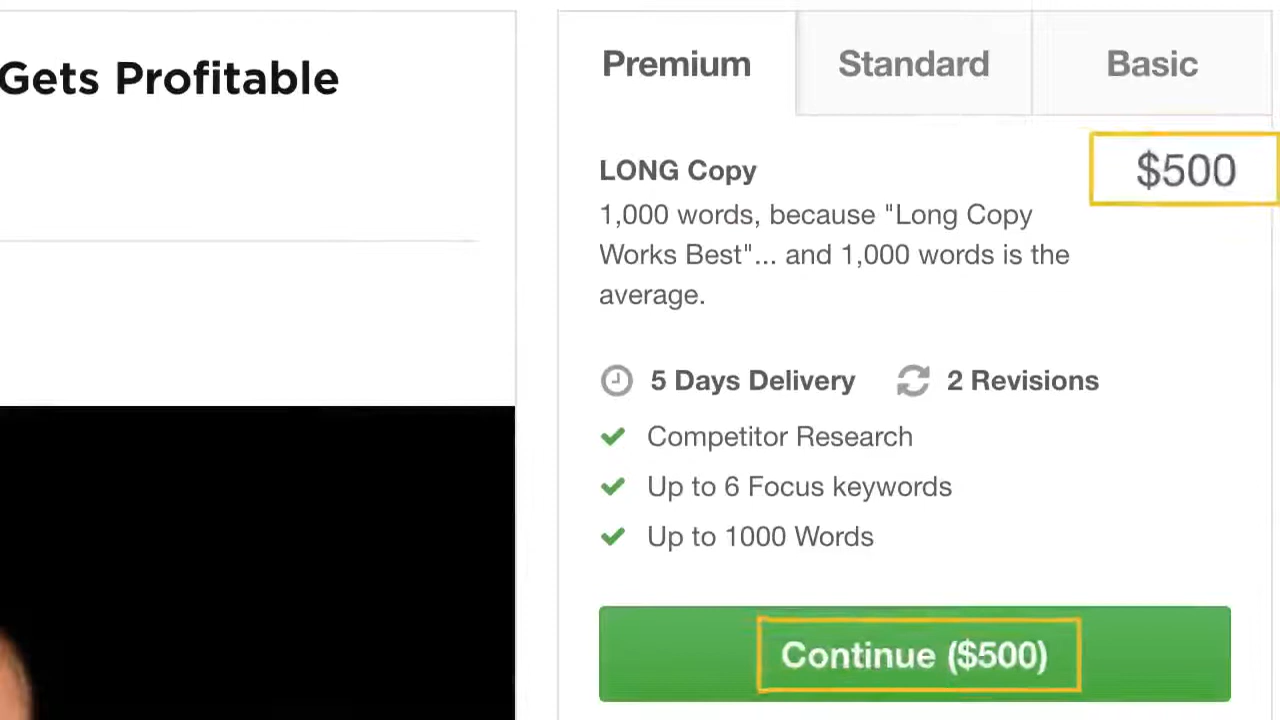 Gets Profitable
Premium
Standard
Basic
LONG Copy
$500
1,000 words, because "Long Copy
Works Best"... and 1,000 words is the
average.
5 Days Delivery
2 Revisions
Competitor Research
Up to 6 Focus keywords
Up to 1000 Words
Continue ($500)